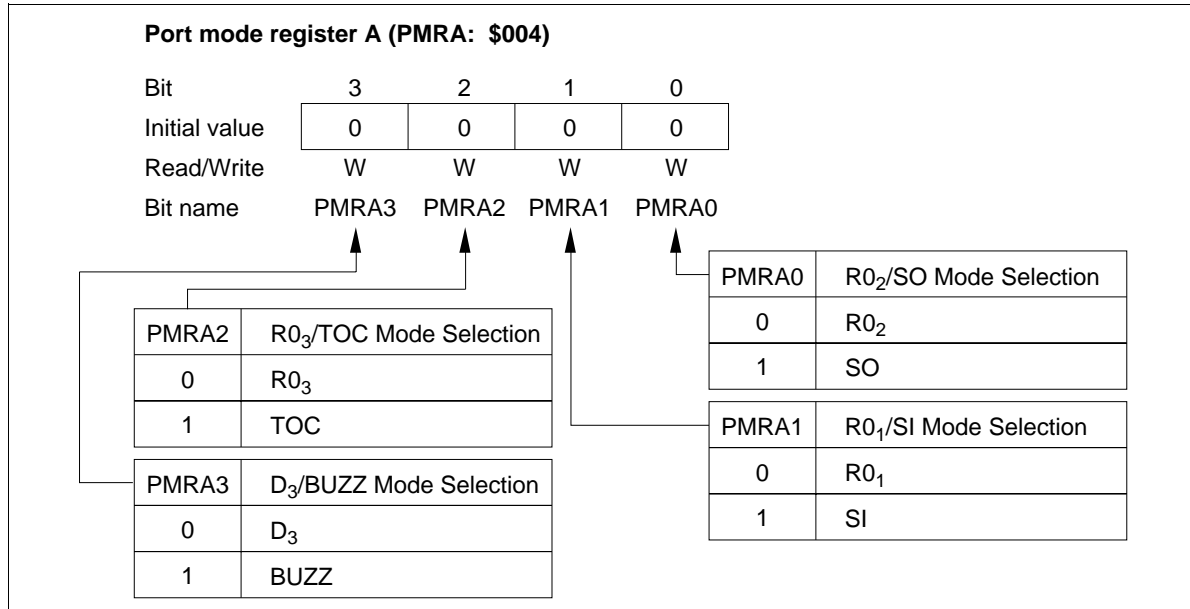 Port mode register A (PMRA: $004)
Bit 3 2 1 0
Initial value 0 0 0 0
Read/Write W W W W
Bit name PMRA3 PMRA2 PMRA1 PMRA0
PMRA0 R0₂/SO Mode Selection
0 R0₂
1 SO
PMRA2 R0₃/TOC Mode Selection
0 R0₃
1 TOC
PMRA1 R0₁/SI Mode Selection
0 R0₁
1 SI
PMRA3 D₃/BUZZ Mode Selection
0 D₃
1 BUZZ